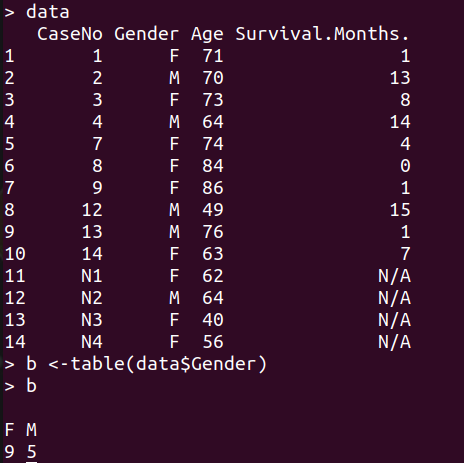 > data
   CaseNo Gender Age Survival.Months.
1       1      F  71                1
2       2      M  70               13
3       3      F  73                8
4       4      M  64               14
5       7      F  74                4
6       8      F  84                0
7       9      F  86                1
8      12      M  49               15
9      13      M  76                1
10     14      F  63                7
11     N1      F  62              N/A
12     N2      M  64              N/A
13     N3      F  40              N/A
14     N4      F  56              N/A
> b <-table(data$Gender)
> b

F M
9 5